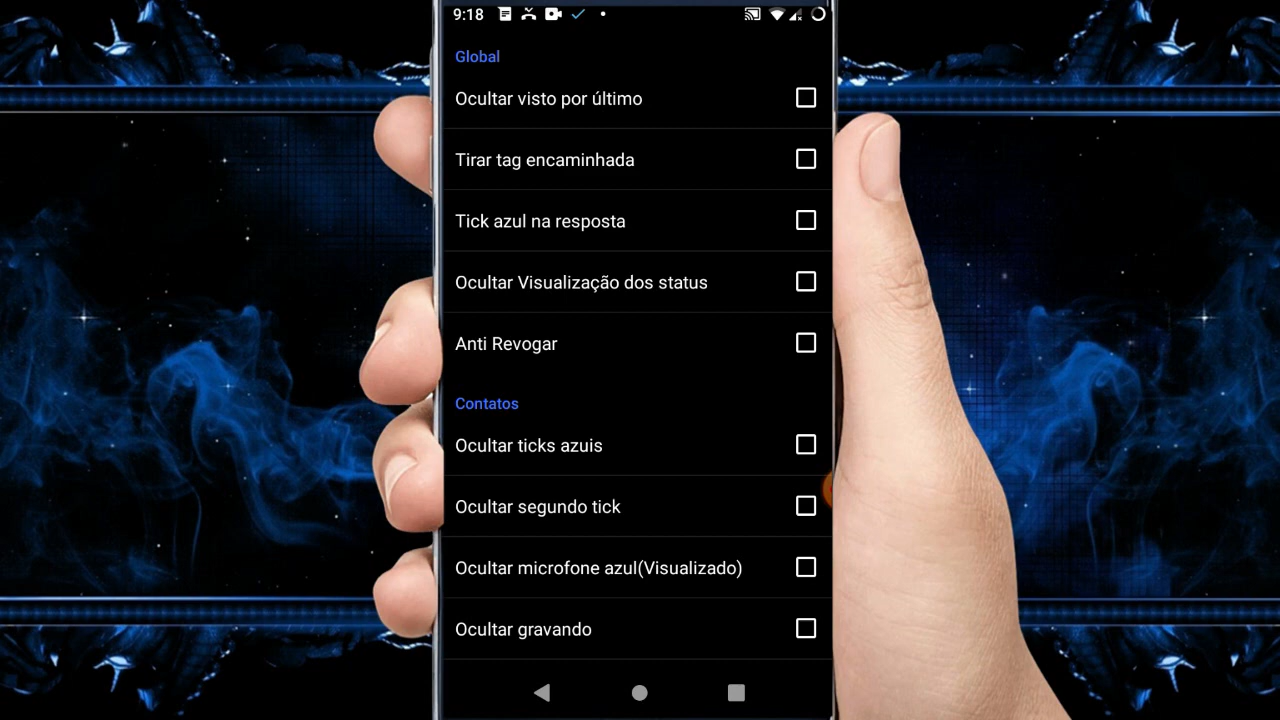 9:18
Global
Ocultar visto por último
Tirar tag encaminhada
Tick azul na resposta
Ocultar Visualização dos status
Anti Revogar
Contatos
Ocultar ticks azuis
Ocultar segundo tick
Ocultar microfone azul(Visualizado)
Ocultar gravando